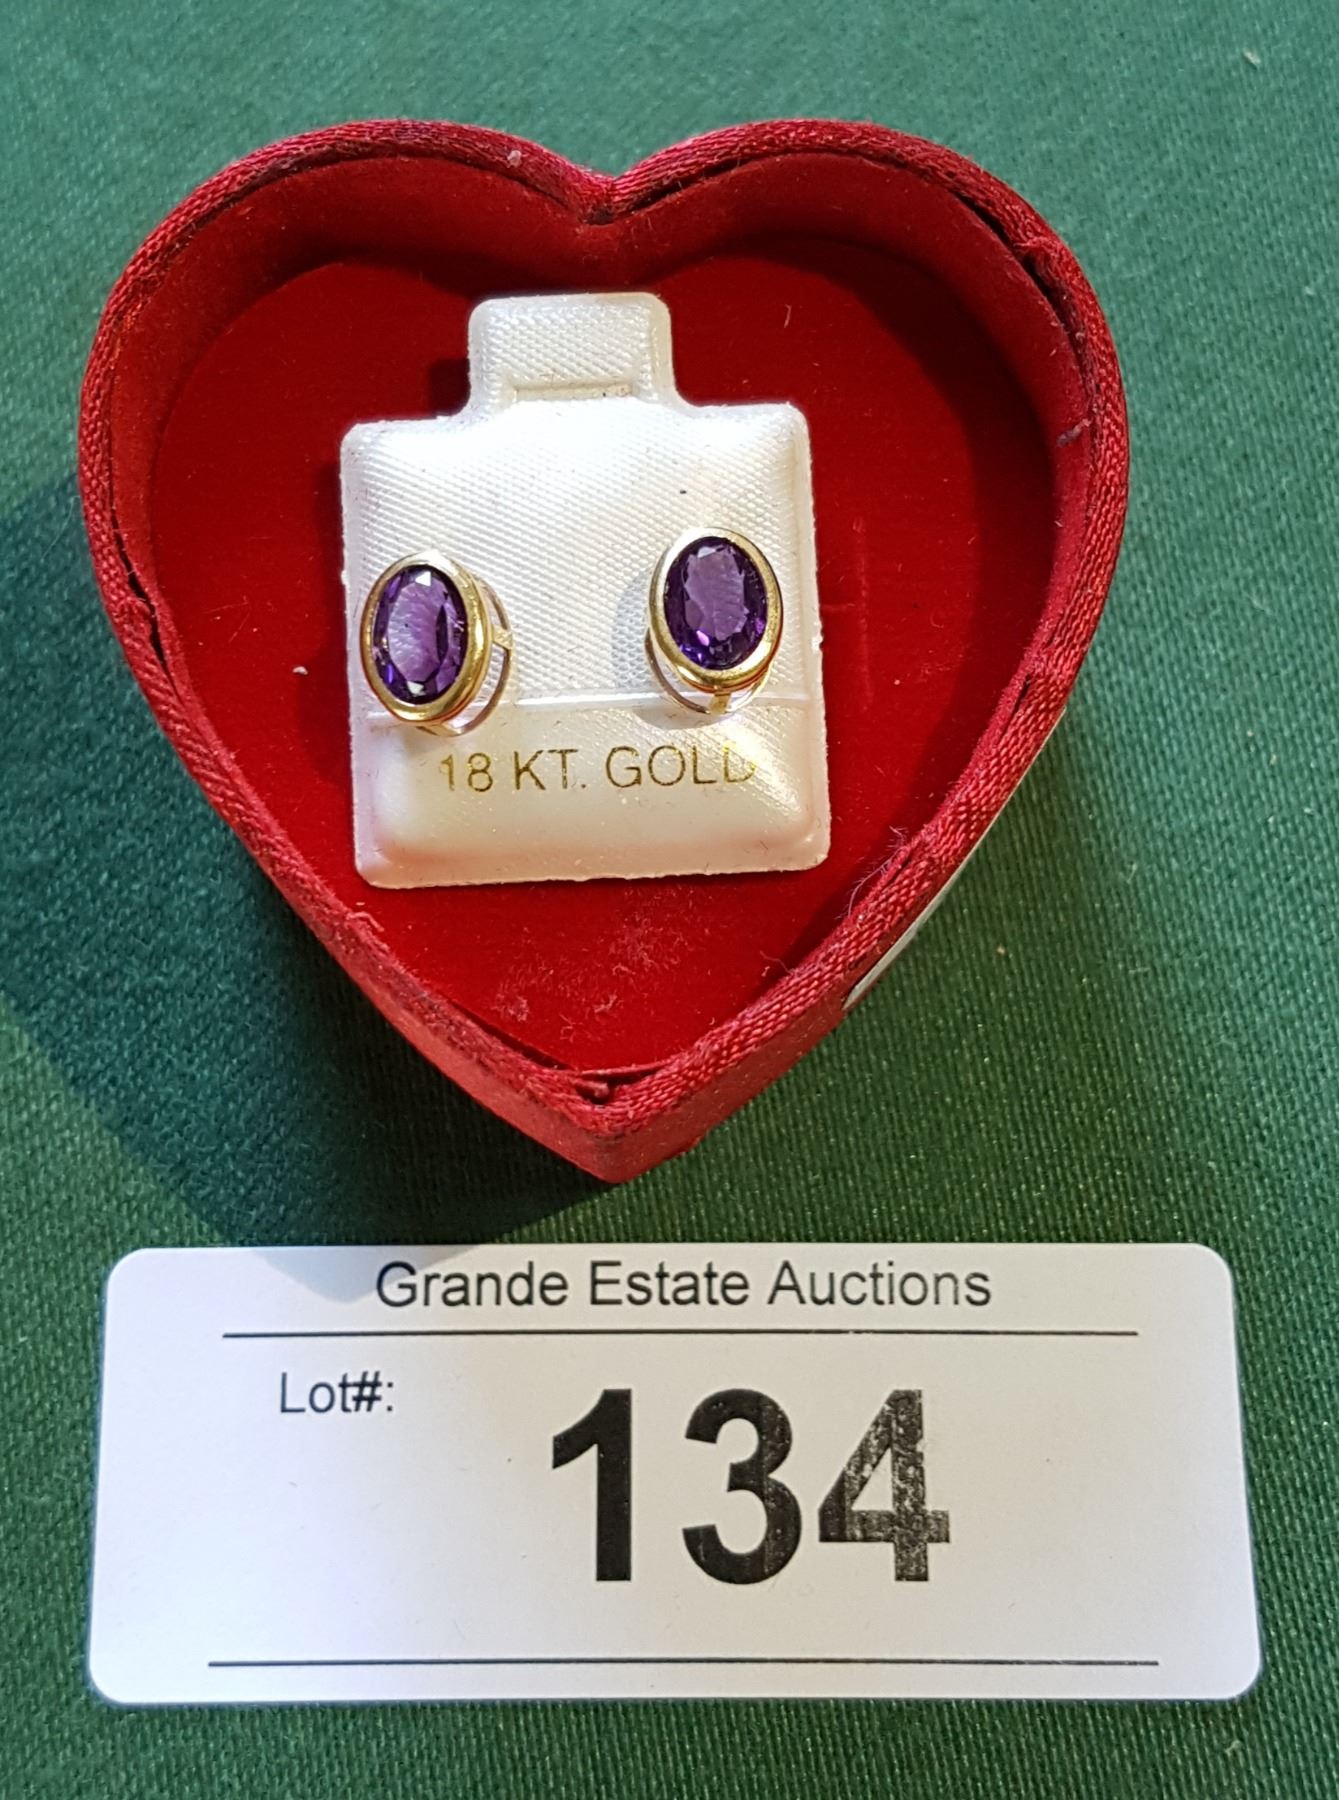 18 KT. GOLD
Grande Estate Auctions
Lot#:
134